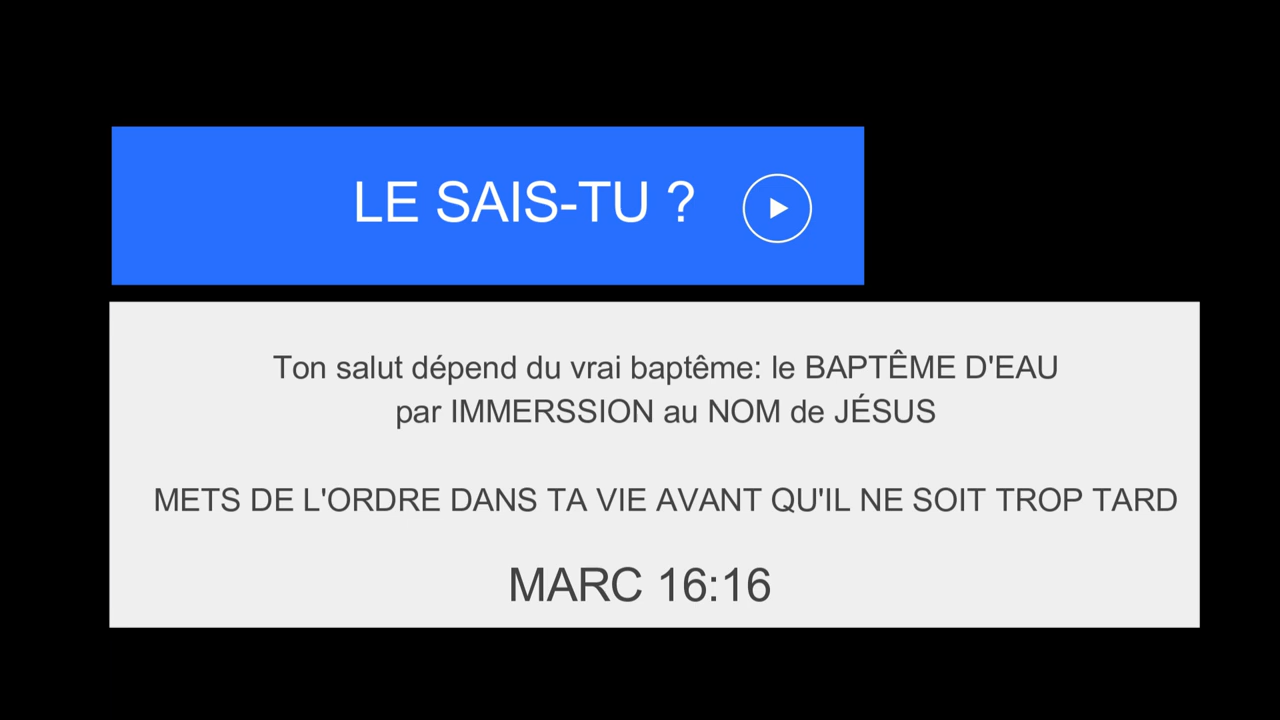 LE SAIS-TU ?
Ton salut dépend du vrai baptême: le BAPTÊME D'EAU
par IMMERSSION au NOM de JÉSUS
METS DE L'ORDRE DANS TA VIE AVANT QU'IL NE SOIT TROP TARD
MARC 16:16